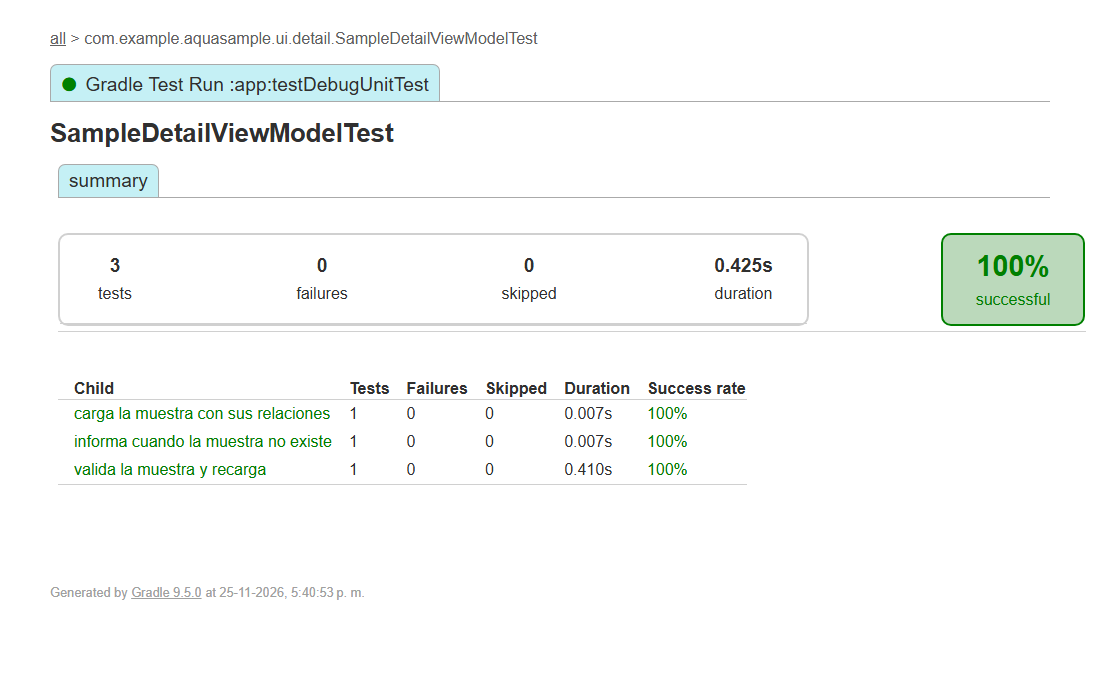 all > com.example.aquasample.ui.detail.SampleDetailViewModelTest
Gradle Test Run :app:testDebugUnitTest
SampleDetailViewModelTest
summary
3 0 0 0.425s 100%
tests failures skipped duration successful
Child Tests Failures Skipped Duration Success rate
carga la muestra con sus relaciones 1 0 0 0.007s 100%
informa cuando la muestra no existe 1 0 0 0.007s 100%
valida la muestra y recarga 1 0 0 0.410s 100%
Generated by Gradle 9.5.0 at 25-11-2026, 5:40:53 p. m.